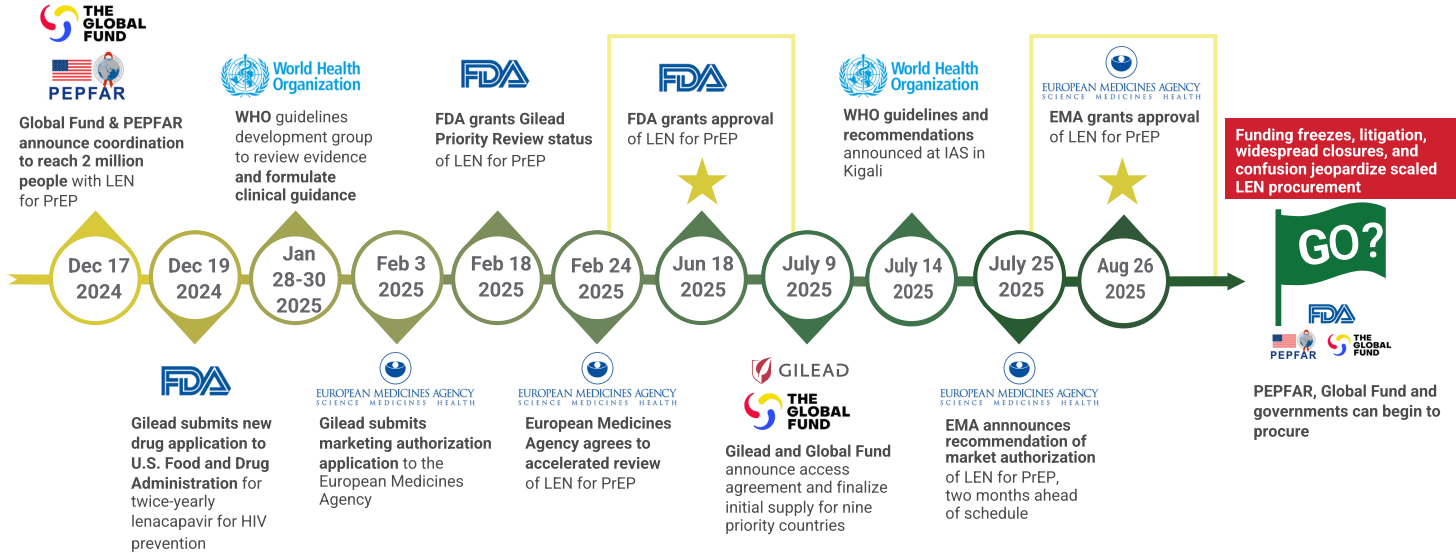 THE
GLOBAL
FUND
PEPFAR
Global Fund & PEPFAR
announce coordination
to reach 2 million
people with LEN
for PrEP
Dec 17
2024
Dec 19
2024
FDA
Gilead submits new
drug application to
U.S. Food and Drug
Administration for
twice-yearly
lenacapavir for HIV
prevention
World Health
Organization
WHO guidelines
development group
to review evidence
and formulate
clinical guidance
Jan
28-30
2025
Feb 3
2025
EUROPEAN MEDICINES AGENCY
SCIENCE MEDICINES HEALTH
Gilead submits
marketing authorization
application to the
European Medicines
Agency
FDA
FDA grants Gilead
Priority Review status
of LEN for PrEP
Feb 18
2025
Feb 24
2025
EUROPEAN MEDICINES AGENCY
SCIENCE MEDICINES HEALTH
European Medicines
Agency agrees to
accelerated review
of LEN for PrEP
FDA
FDA grants approval
of LEN for PrEP
Jun 18
2025
July 9
2025
GILEAD
THE
GLOBAL
FUND
Gilead and Global Fund
announce access
agreement and finalize
initial supply for nine
priority countries
World Health
Organization
WHO guidelines and
recommendations
announced at IAS in
Kigali
July 14
2025
July 25
2025
EUROPEAN MEDICINES AGENCY
SCIENCE MEDICINES HEALTH
EMA annnounces
recommendation of
market authorization
of LEN for PrEP,
two months ahead
of schedule
EUROPEAN MEDICINES AGENCY
SCIENCE MEDICINES HEALTH
EMA grants approval
of LEN for PrEP
Aug 26
2025
Funding freezes, litigation,
widespread closures, and
confusion jeopardize scaled
LEN procurement
GO?
FDA
PEPFAR
THE
GLOBAL
FUND
PEPFAR, Global Fund and
governments can begin to
procure